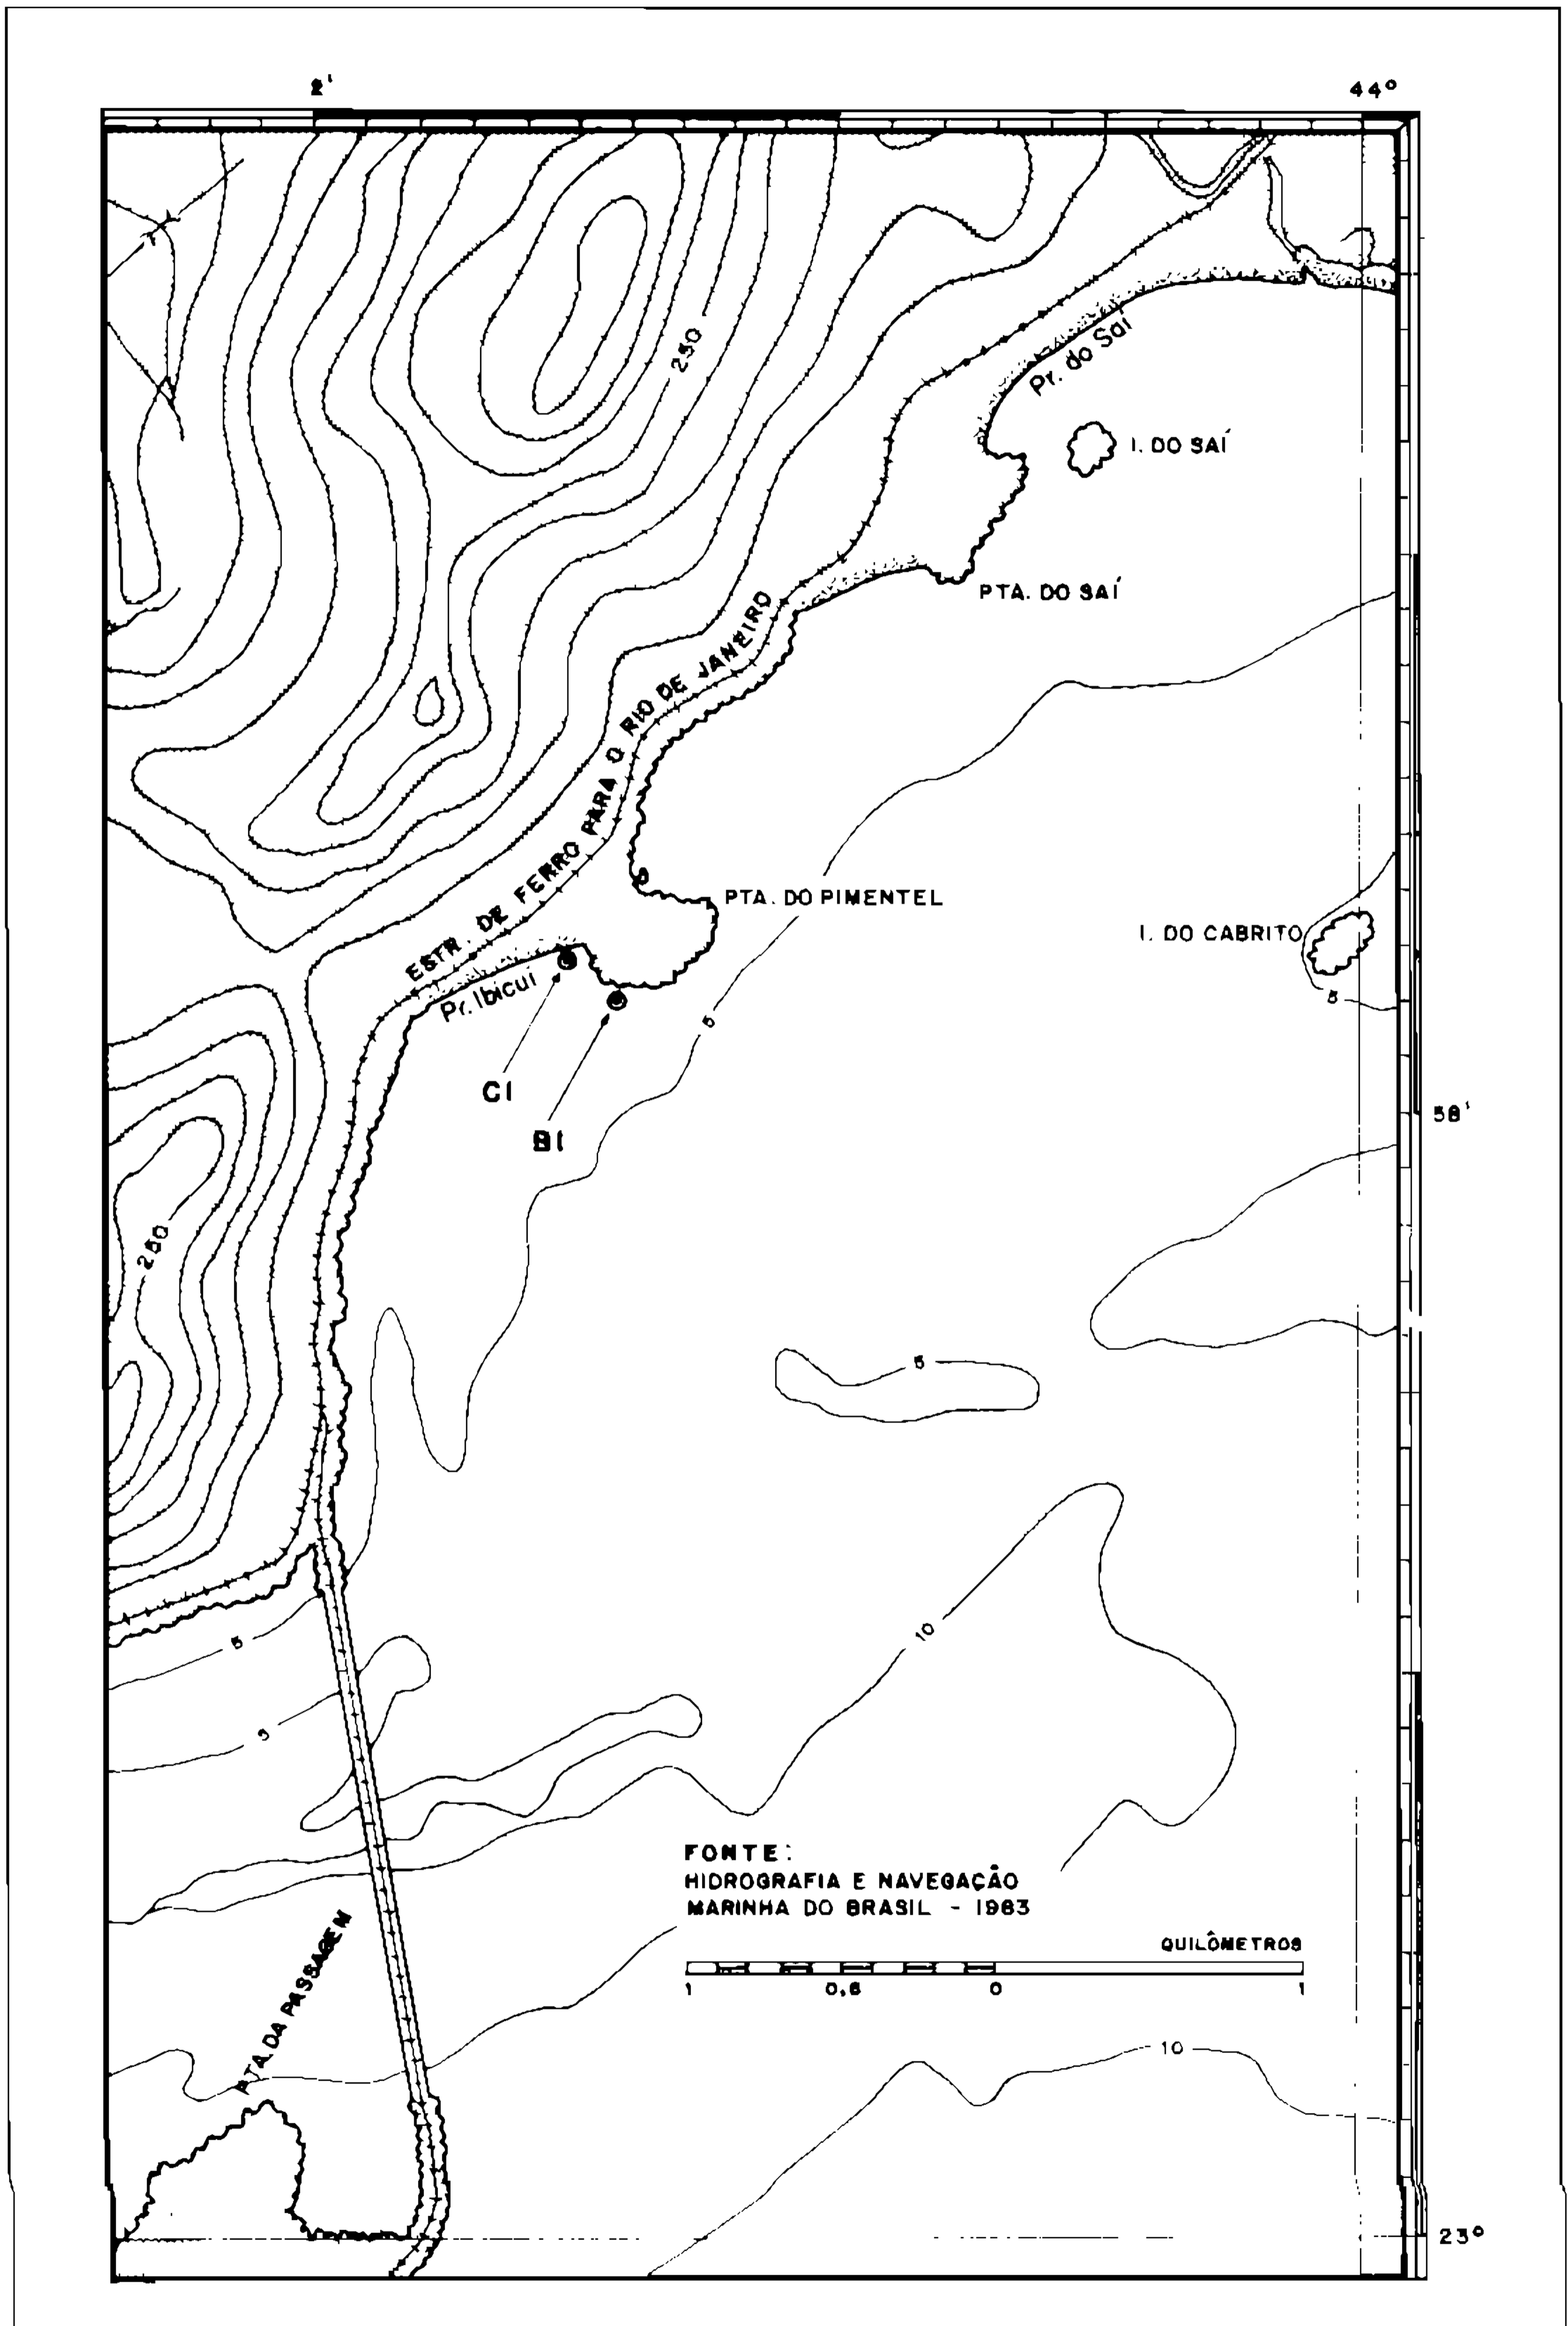 2'
44°
250
Pr. do Saí
I. DO SAÍ
PTA. DO SAÍ
ESTR. DE FERRO PARA O RIO DE JANEIRO
PTA. DO PIMENTEL
I. DO CABRITO
5
Pr. Ibicuí
5
C1
B1
58'
250
5
10
5
5
FONTE:
HIDROGRAFIA E NAVEGAÇÃO
MARINHA DO BRASIL - 1983
QUILÔMETROS
1 0,5 0 1
PTA. DA PASSAGEM
10
23°